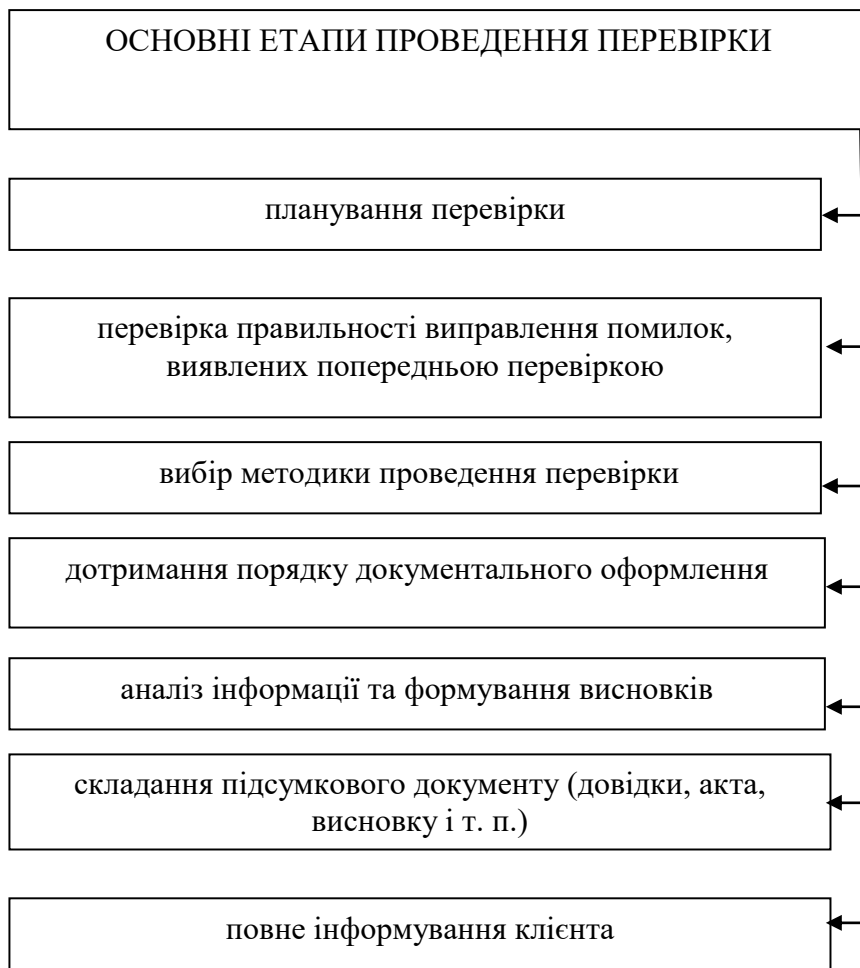 ОСНОВНІ ЕТАПИ ПРОВЕДЕННЯ ПЕРЕВІРКИ
планування перевірки
перевірка правильності виправлення помилок,
виявлених попередньою перевіркою
вибір методики проведення перевірки
дотримання порядку документального оформлення
аналіз інформації та формування висновків
складання підсумкового документу (довідки, акта,
висновку і т. п.)
повне інформування клієнта